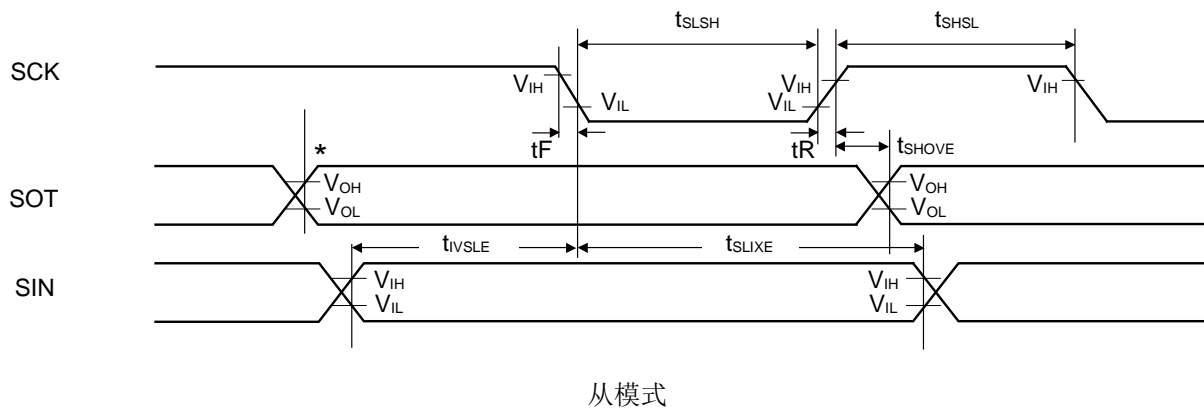 tSLSH tSHSL
SCK VIH VIL VIH VIL VIH
tF tR tSHOVE
*
SOT VOH VOL VOH VOL
tIVSLE tSLIXE
SIN VIH VIL VIH VIL
从模式